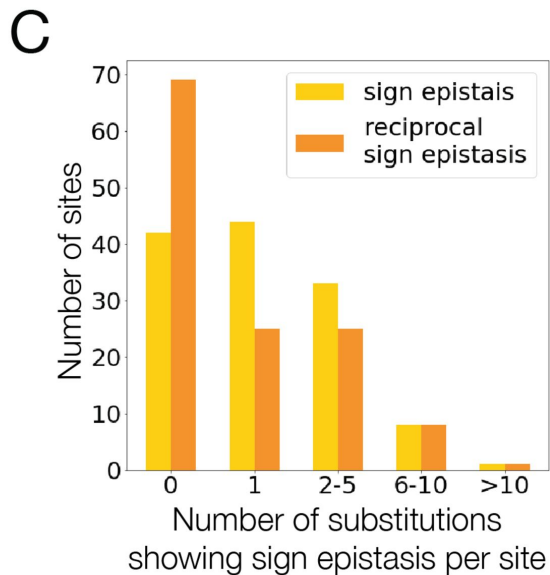 C
70
60
50
40
30
20
10
0
Number of sites
sign epistais
reciprocal
sign epistasis
0 1 2-5 6-10 >10
Number of substitutions
showing sign epistasis per site